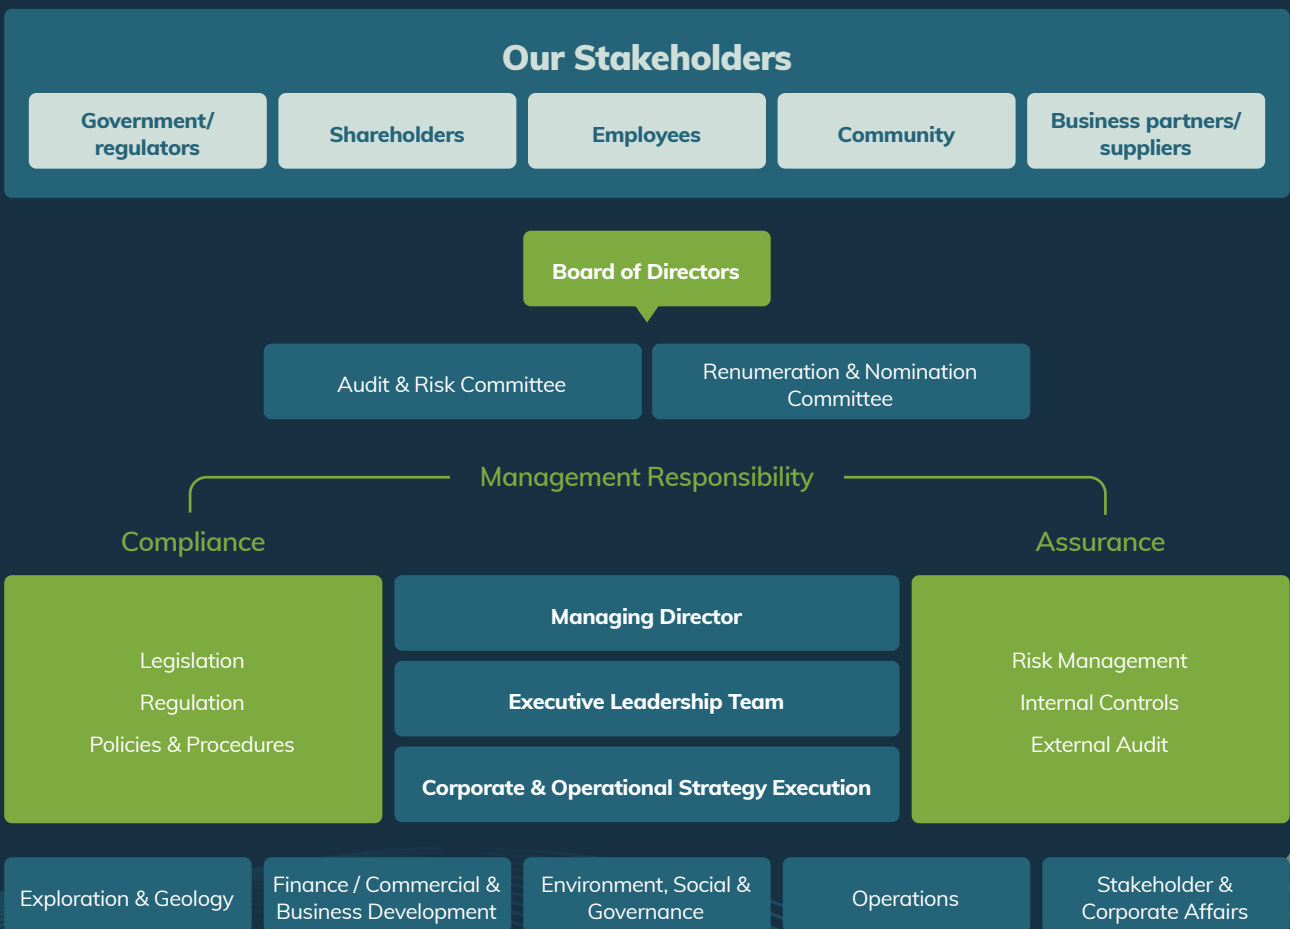 Our Stakeholders
Government/
regulators
Shareholders
Employees
Community
Business partners/
suppliers
Board of Directors
Audit & Risk Committee
Renumeration & Nomination
Committee
Management Responsibility
Compliance
Assurance
Legislation
Regulation
Policies & Procedures
Managing Director
Executive Leadership Team
Corporate & Operational Strategy Execution
Risk Management
Internal Controls
External Audit
Exploration & Geology
Finance / Commercial &
Business Development
Environment, Social &
Governance
Operations
Stakeholder &
Corporate Affairs